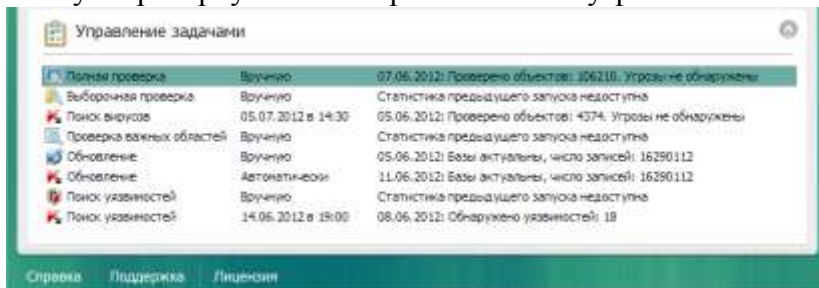 Управление задачами
Полная проверка Вручную 07.06.2012: Проверено объектов: 106210. Угрозы не обнаружены
Выборочная проверка Вручную Статистика предыдущего запуска недоступна
Поиск вирусов 05.07.2012 в 14:30 05.06.2012: Проверено объектов: 4374. Угрозы не обнаружены
Проверка важных областей Вручную Статистика предыдущего запуска недоступна
Обновление Вручную 05.06.2012: Базы актуальны, число записей: 16290112
Обновление Автоматически 11.06.2012: Базы актуальны, число записей: 16290112
Поиск уязвимостей Вручную Статистика предыдущего запуска недоступна
Поиск уязвимостей 14.06.2012 в 19:00 08.06.2012: Обнаружено уязвимостей: 18
Справка Поддержка Лицензия